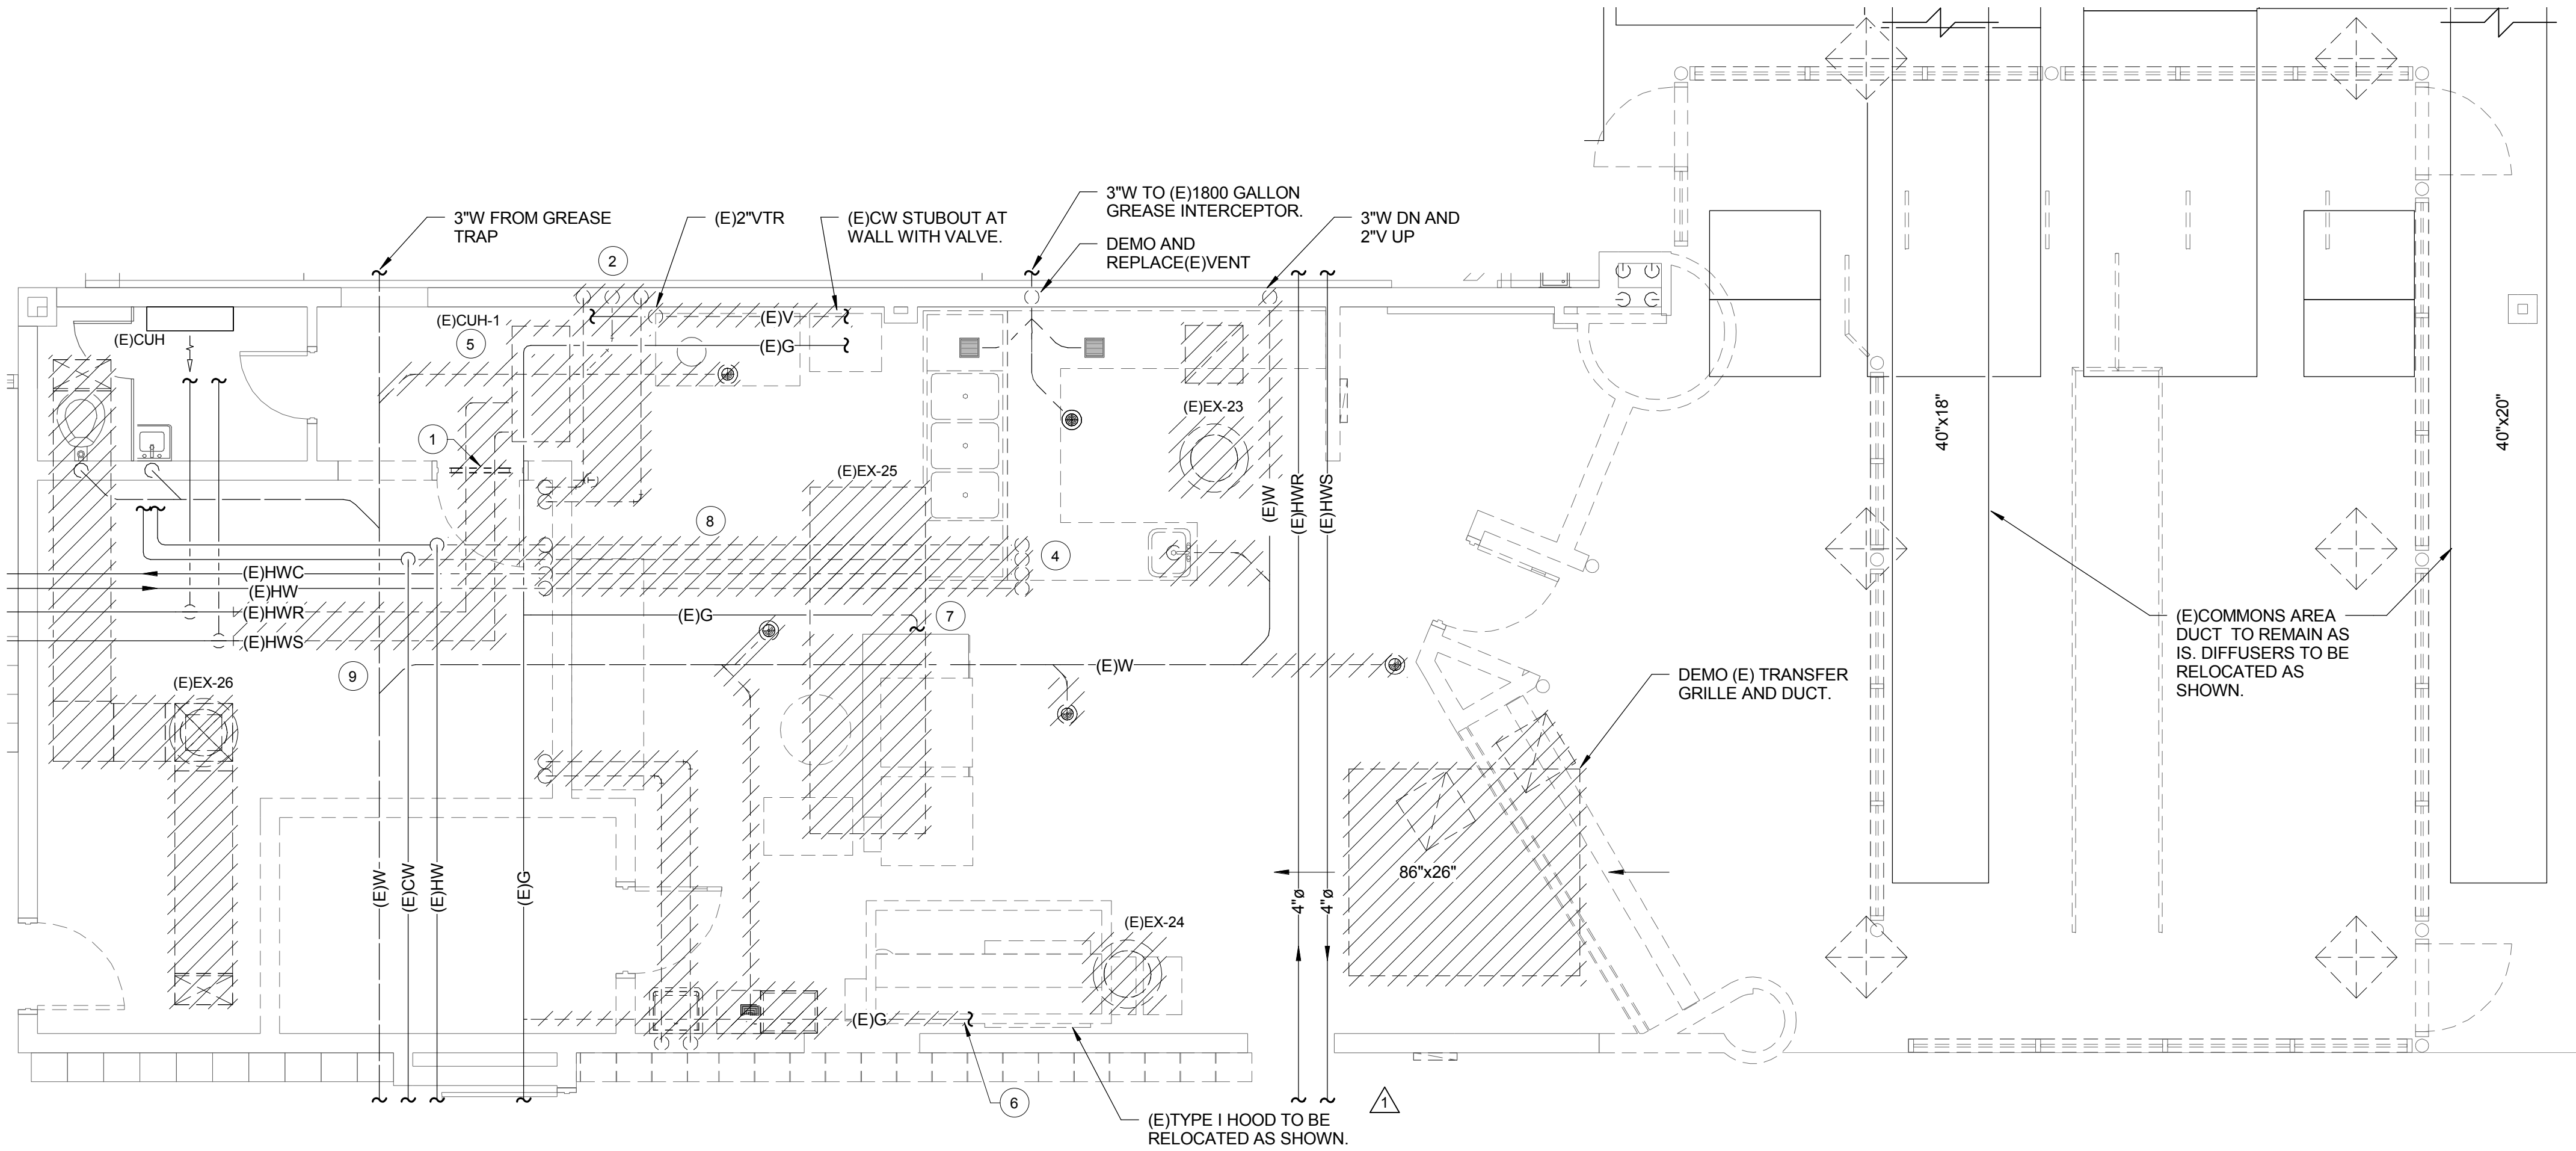 3"W FROM GREASE
TRAP
(E)2"VTR
(E)CW STUBOUT AT
WALL WITH VALVE.
3"W TO (E)1800 GALLON
GREASE INTERCEPTOR.
DEMO AND
REPLACE(E)VENT
3"W DN AND
2"V UP
2
(E)CUH
(E)CUH-1
5
(E)V
(E)G
1
(E)EX-23
(E)EX-25
8
4
(E)W
(E)HWR
(E)HWS
40"x18"
40"x20"
(E)HWC
(E)HW
(E)HWR
(E)HWS
(E)G
7
9
(E)W
(E)EX-26
(E)COMMONS AREA
DUCT TO REMAIN AS
IS. DIFFUSERS TO BE
RELOCATED AS
SHOWN.
DEMO (E) TRANSFER
GRILLE AND DUCT.
86"x26"
(E)W
(E)CW
(E)HW
(E)G
4"ø
4"ø
(E)EX-24
(E)G
6
1
(E)TYPE I HOOD TO BE
RELOCATED AS SHOWN.